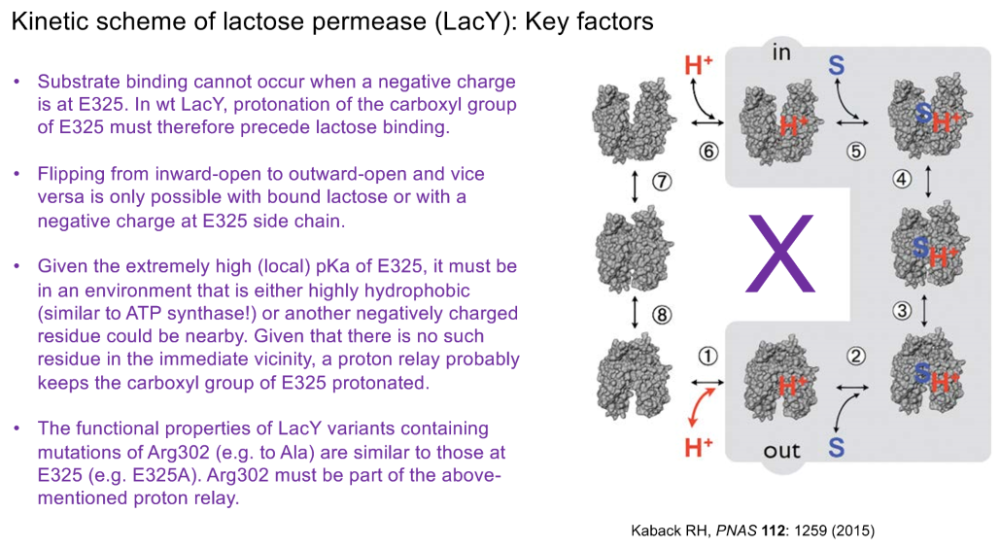 Kinetic scheme of lactose permease (LacY): Key factors
• Substrate binding cannot occur when a negative charge
is at E325. In wt LacY, protonation of the carboxyl group
of E325 must therefore precede lactose binding.
• Flipping from inward-open to outward-open and vice
versa is only possible with bound lactose or with a
negative charge at E325 side chain.
• Given the extremely high (local) pKa of E325, it must be
in an environment that is either highly hydrophobic
(similar to ATP synthase!) or another negatively charged
residue could be nearby. Given that there is no such
residue in the immediate vicinity, a proton relay probably
keeps the carboxyl group of E325 protonated.
• The functional properties of LacY variants containing
mutations of Arg302 (e.g. to Ala) are similar to those at
E325 (e.g. E325A). Arg302 must be part of the above-
mentioned proton relay.
in
H⁺ S
H⁺ S H⁺
⑥ ⑤
⑦ ④
X
S H⁺
⑧ ③
① ②
H⁺ S H⁺
H⁺ out S
Kaback RH, PNAS 112: 1259 (2015)